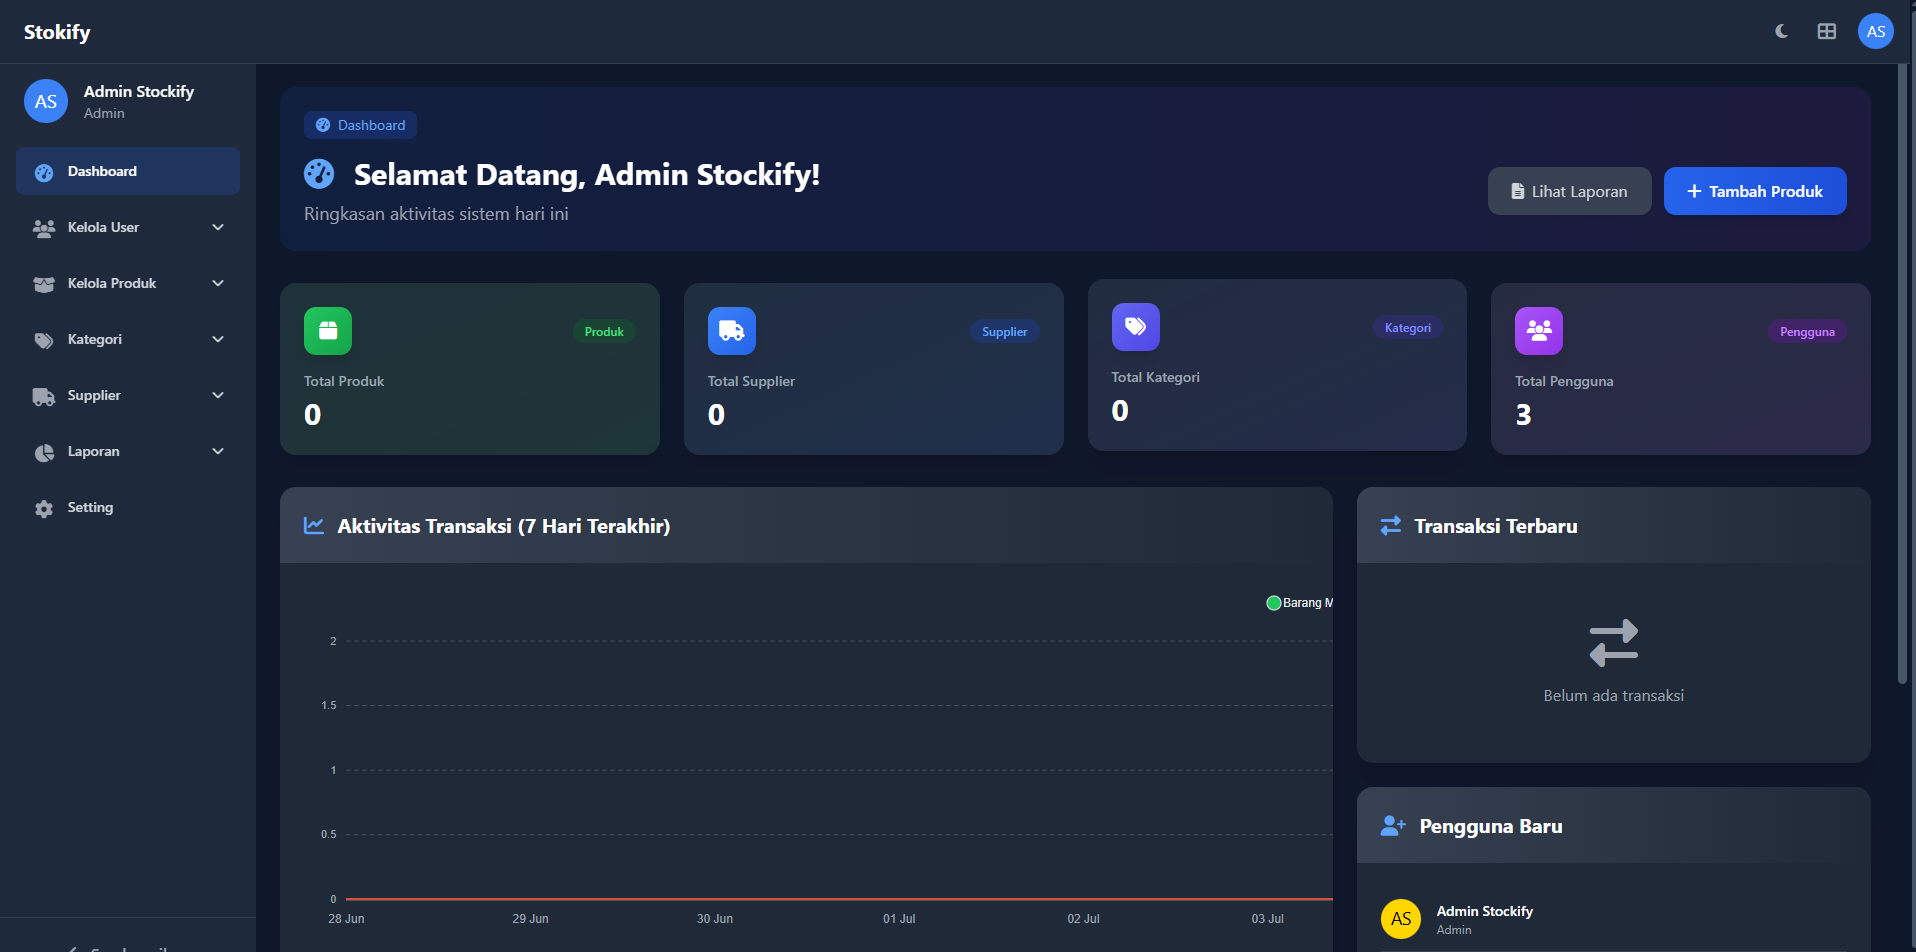 Stokify
AS
AS
Admin Stockify
Admin
Dashboard
Kelola User
Kelola Produk
Kategori
Supplier
Laporan
Setting
Dashboard
Selamat Datang, Admin Stockify!
Ringkasan aktivitas sistem hari ini
Lihat Laporan
Tambah Produk
Produk
Total Produk
0
Supplier
Total Supplier
0
Kategori
Total Kategori
0
Pengguna
Total Pengguna
3
Aktivitas Transaksi (7 Hari Terakhir)
Barang M
2
1.5
1
0.5
0
28 Jun
29 Jun
30 Jun
01 Jul
02 Jul
03 Jul
Transaksi Terbaru
Belum ada transaksi
Pengguna Baru
AS
Admin Stockify
Admin